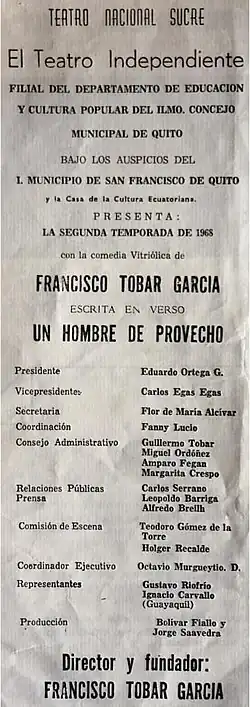 TEATRO NACIONAL SUCRE
El Teatro Independiente
FILIAL DEL DEPARTAMENTO DE EDUCACION
Y CULTURA POPULAR DEL ILMO. CONCEJO
MUNICIPAL DE QUITO
BAJO LOS AUSPICIOS DEL
I. MUNICIPIO DE SAN FRANCISCO DE QUITO
y la Casa de la Cultura Ecuatoriana.
PRESENTA:
LA SEGUNDA TEMPORADA DE 1968
con la comedia Vitriólica de
FRANCISCO TOBAR GARCIA
ESCRITA EN VERSO
UN HOMBRE DE PROVECHO
Presidente Eduardo Ortega G.
Vicepresidente: Carlos Egas Egas
Secretaria Flor de María Alcívar
Coordinación Fanny Lucio
Consejo Administrativo Guillermo Tobar
Miguel Ordóñez
Amparo Fegan
Margarita Crespo
Relaciones Públicas Carlos Serrano
Prensa Leopoldo Barriga
Alfredo Breilh
Comisión de Escena Teodoro Gómez de la
Torre
Holger Recalde
Coordinador Ejecutivo Octavio Murgueytio. D.
Representantes Gustavo Riofrío
Ignacio Carvallo
(Guayaquil)
Producción Bolívar Fiallo y
Jorge Saavedra
Director y fundador:
FRANCISCO TOBAR GARCIA